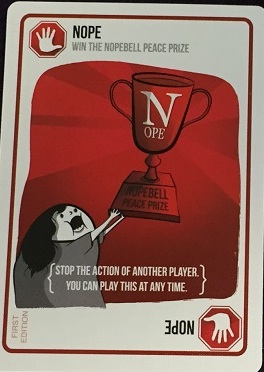 NOPE
WIN THE NOPEBELL PEACE PRIZE
N
OPE
NOPEBELL
PEACE PRIZE
STOP THE ACTION OF ANOTHER PLAYER.
YOU CAN PLAY THIS AT ANY TIME.
FIRST
EDITION
NOPE